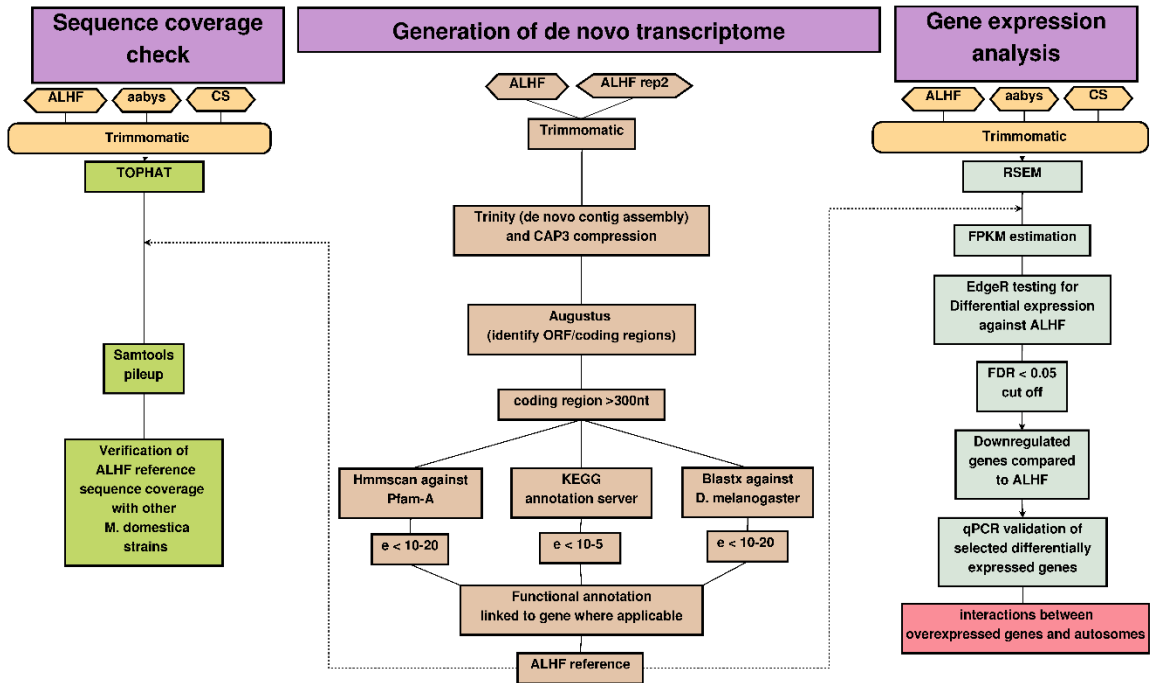 Sequence coverage
check
ALHF
aabys
CS
Trimmomatic
TOPHAT
Samtools
pileup
Verification of
ALHF reference
sequence coverage
with other
M. domestica
strains
Generation of de novo transcriptome
ALHF
ALHF rep2
Trimmomatic
Trinity (de novo contig assembly)
and CAP3 compression
Augustus
(identify ORF/coding regions)
coding region >300nt
Hmmscan against
Pfam-A
KEGG
annotation server
Blastx against
D. melanogaster
e < 10-20
e < 10-5
e < 10-20
Functional annotation
linked to gene where applicable
ALHF reference
Gene expression
analysis
ALHF
aabys
CS
Trimmomatic
RSEM
FPKM estimation
EdgeR testing for
Differential expression
against ALHF
FDR < 0.05
cut off
Downregulated
genes compared
to ALHF
qPCR validation of
selected differentially
expressed genes
interactions between
overexpressed genes and autosomes